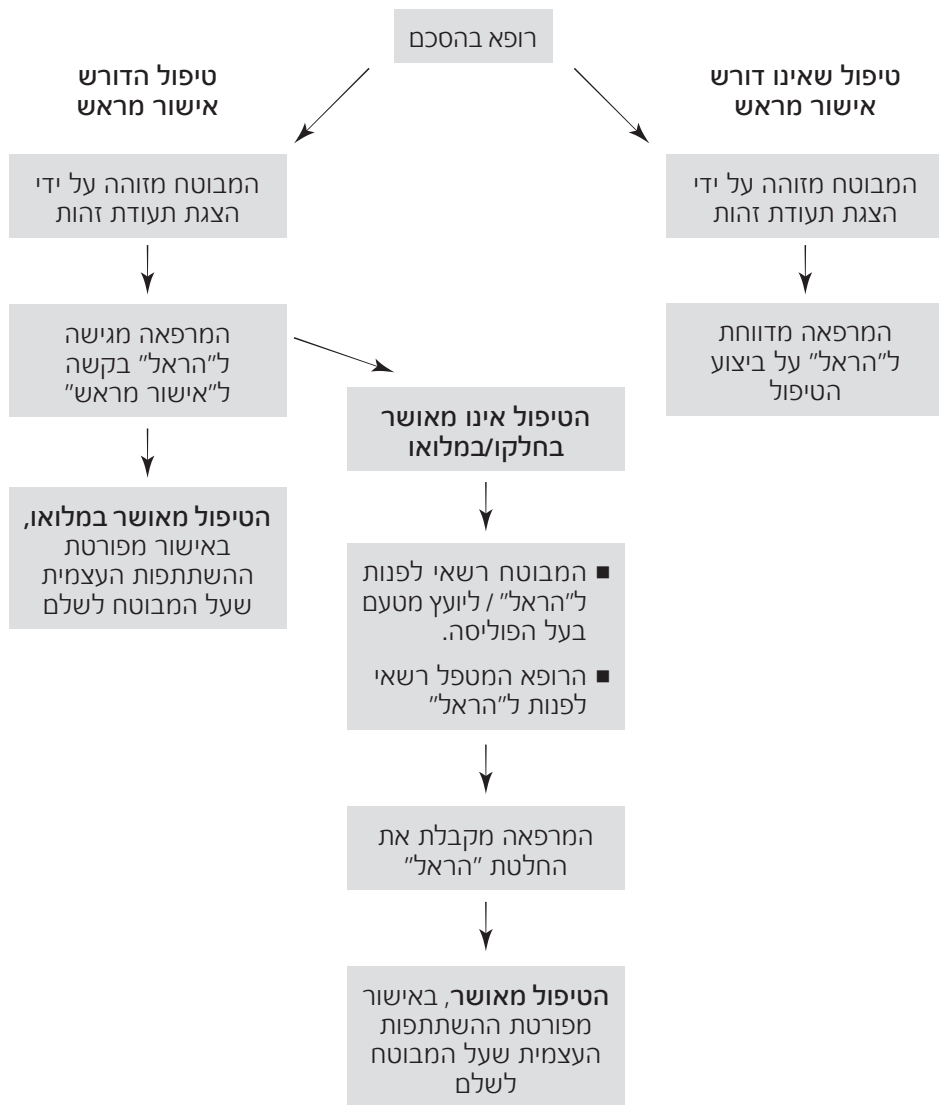 רופא בהסכם
טיפול שאינו דורש
אישור מראש
המבוטח מזוהה על ידי
הצגת תעודת זהות
המרפאה מדווחת
ל"הראל" על ביצוע
הטיפול
טיפול הדורש
אישור מראש
המבוטח מזוהה על ידי
הצגת תעודת זהות
המרפאה מגישה
ל"הראל" בקשה
ל"אישור מראש"
הטיפול מאושר במלואו,
באישור מפורטת
ההשתתפות העצמית
שעל המבוטח לשלם
הטיפול אינו מאושר
בחלקו/במלואו
■ המבוטח רשאי לפנות
ל"הראל" / ליועץ מטעם
בעל הפוליסה.
■ הרופא המטפל רשאי
לפנות ל"הראל"
המרפאה מקבלת את
החלטת "הראל"
הטיפול מאושר, באישור
מפורטת ההשתתפות
העצמית שעל המבוטח
לשלם